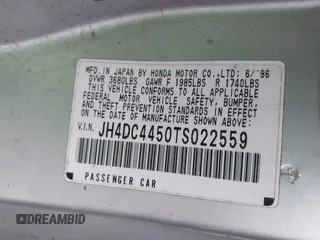 MFD. IN JAPAN BY HONDA MOTOR CO.,LTD: 6/'96
GVWR 3680LBS GAWR F 1985LBS R 1740LBS
THIS VEHICLE CONFORMS TO ALL APPLICABLE
FEDERAL MOTOR VEHICLE SAFETY, BUMPER,
AND THEFT PREVENTION STANDARDS IN EFFECT
ON THE DATE OF MANUFACTURE SHOWN ABOVE.
V.I.N. JH4DC4450TS022559
PASSENGER CAR
DREAMBID